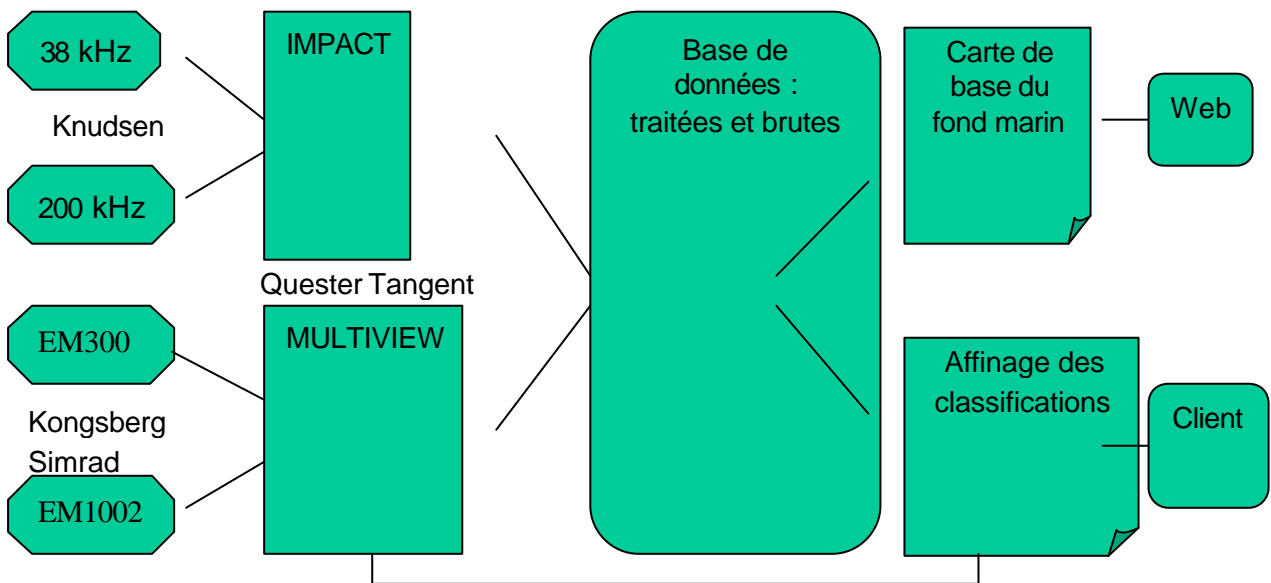 38 kHz
Knudsen
200 kHz
EM300
Kongsberg
Simrad
EM1002
IMPACT
Quester Tangent
MULTIVIEW
Base de
données :
traitées et brutes
Carte de
base du
fond marin
Web
Affinage des
classifications
Client